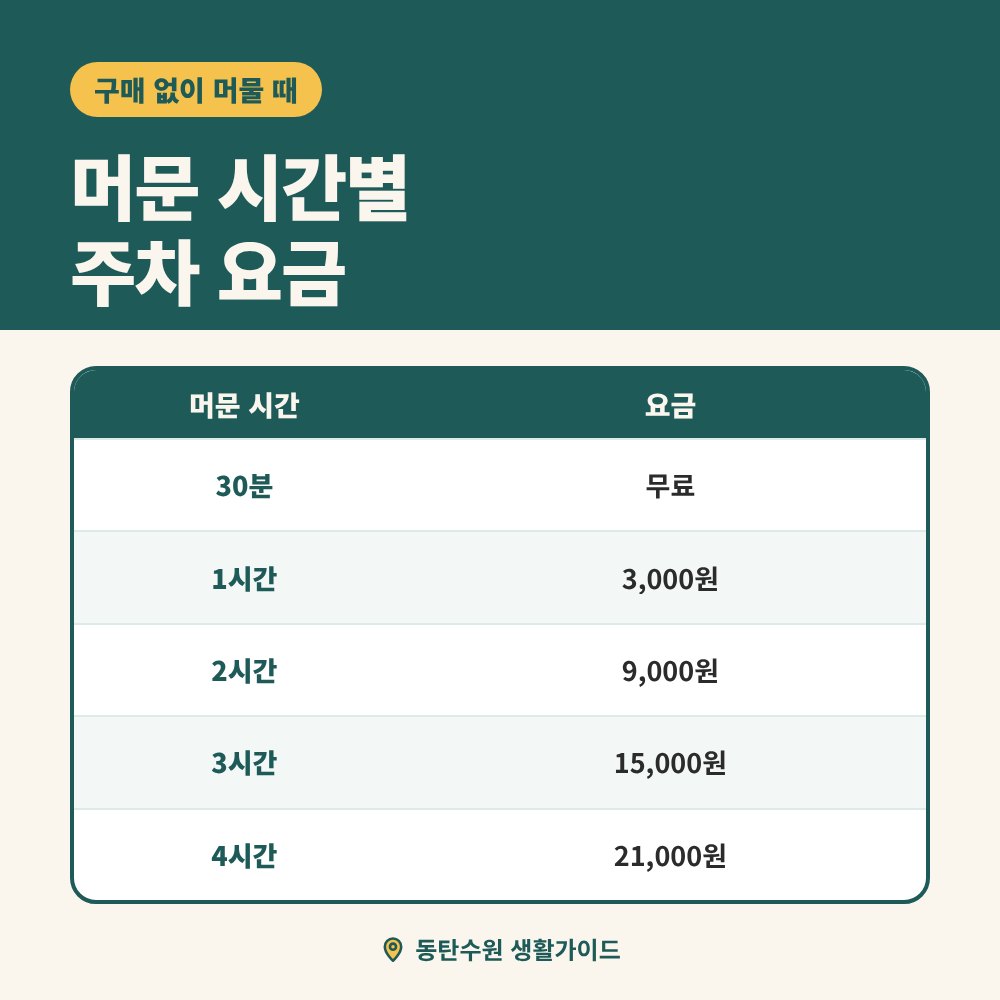 구매 없이 머물 때
머문 시간별
주차 요금
머문 시간 요금
30분 무료
1시간 3,000원
2시간 9,000원
3시간 15,000원
4시간 21,000원
동탄수원 생활가이드